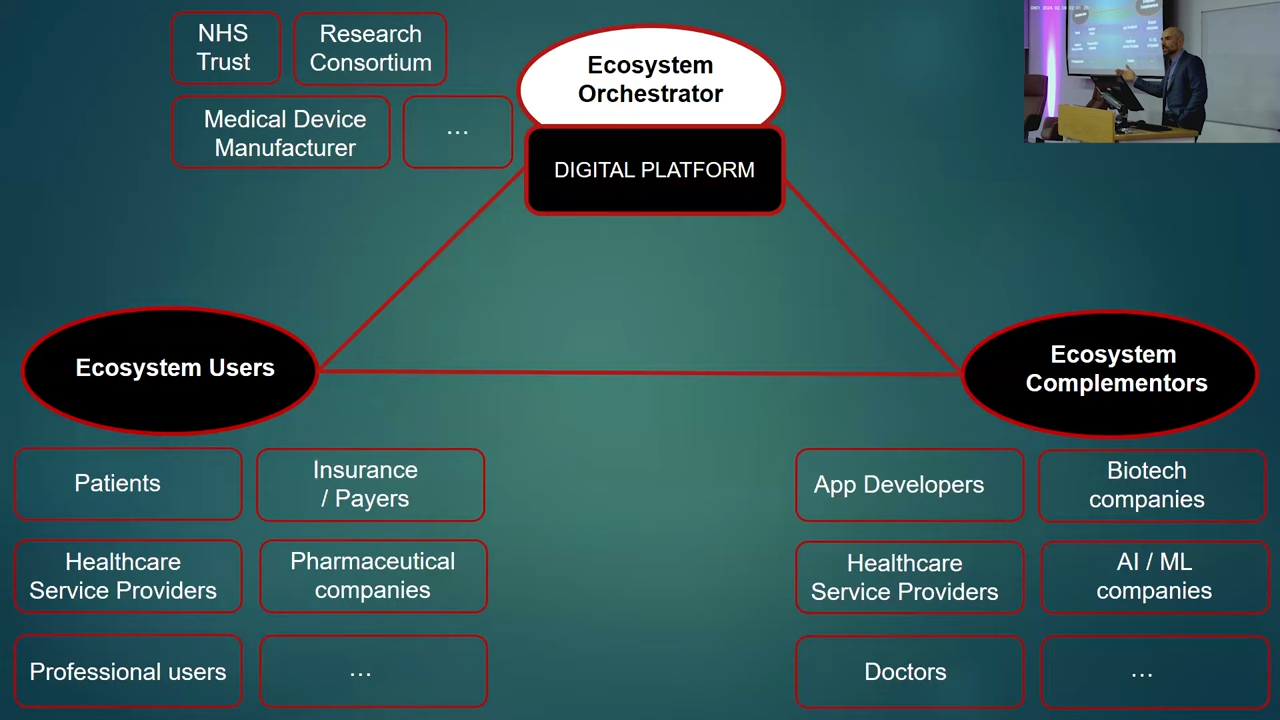 NHS
Trust
Research
Consortium
Medical Device
Manufacturer
...
Ecosystem
Orchestrator
DIGITAL PLATFORM
Ecosystem Users
Ecosystem
Complementors
Patients
Insurance
/ Payers
Healthcare
Service Providers
Pharmaceutical
companies
Professional users
...
App Developers
Biotech
companies
Healthcare
Service Providers
AI / ML
companies
Doctors
...